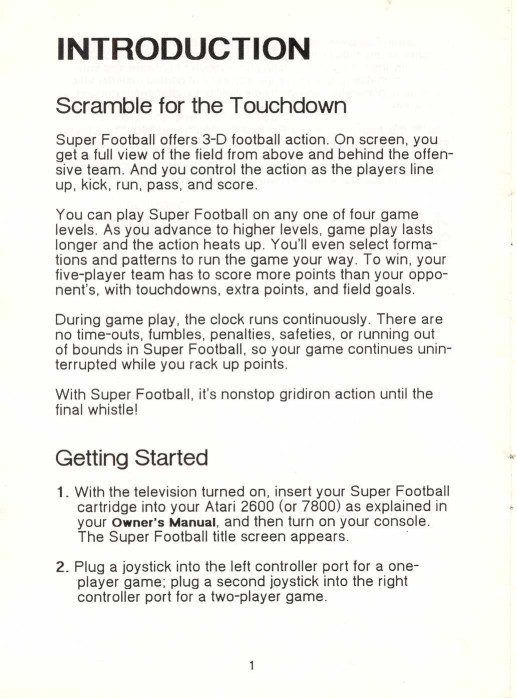 INTRODUCTION
Scramble for the Touchdown
Super Football offers 3-D football action. On screen, you
get a full view of the field from above and behind the offen-
sive team. And you control the action as the players line
up, kick, run, pass, and score.
You can play Super Football on any one of four game
levels. As you advance to higher levels, game play lasts
longer and the action heats up. You'll even select forma-
tions and patterns to run the game your way. To win, your
five-player team has to score more points than your oppo-
nent's, with touchdowns, extra points, and field goals.
During game play, the clock runs continuously. There are
no time-outs, fumbles, penalties, safeties, or running out
of bounds in Super Football, so your game continues unin-
terrupted while you rack up points.
With Super Football, it's nonstop gridiron action until the
final whistle!
Getting Started
1. With the television turned on, insert your Super Football
cartridge into your Atari 2600 (or 7800) as explained in
your Owner's Manual, and then turn on your console.
The Super Football title screen appears.
2. Plug a joystick into the left controller port for a one-
player game; plug a second joystick into the right
controller port for a two-player game.
1